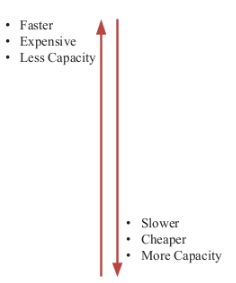 • Faster
• Expensive
• Less Capacity
• Slower
• Cheaper
• More Capacity